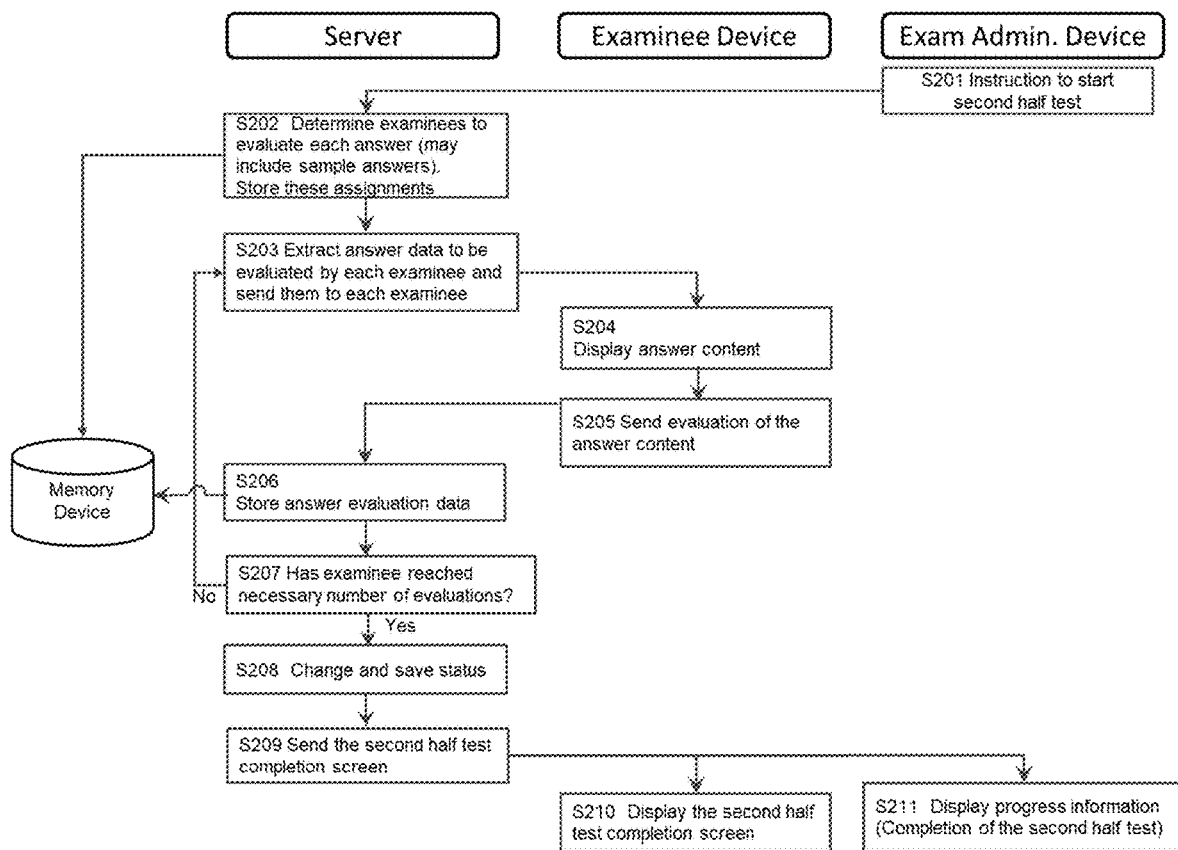 Server
Examinee Device
Exam Admin. Device
S201 Instruction to start
second half test
S202 Determine examinees to
evaluate each answer (may
include sample answers).
Store these assignments
S203 Extract answer data to be
evaluated by each examinee and
send them to each examinee
S204
Display answer content
S205 Send evaluation of the
answer content
Memory
Device
S206
Store answer evaluation data
S207 Has examinee reached
necessary number of evaluations?
No
Yes
S208 Change and save status
S209 Send the second half test
completion screen
S210 Display the second half
test completion screen
S211 Display progress information
(Completion of the second half test)